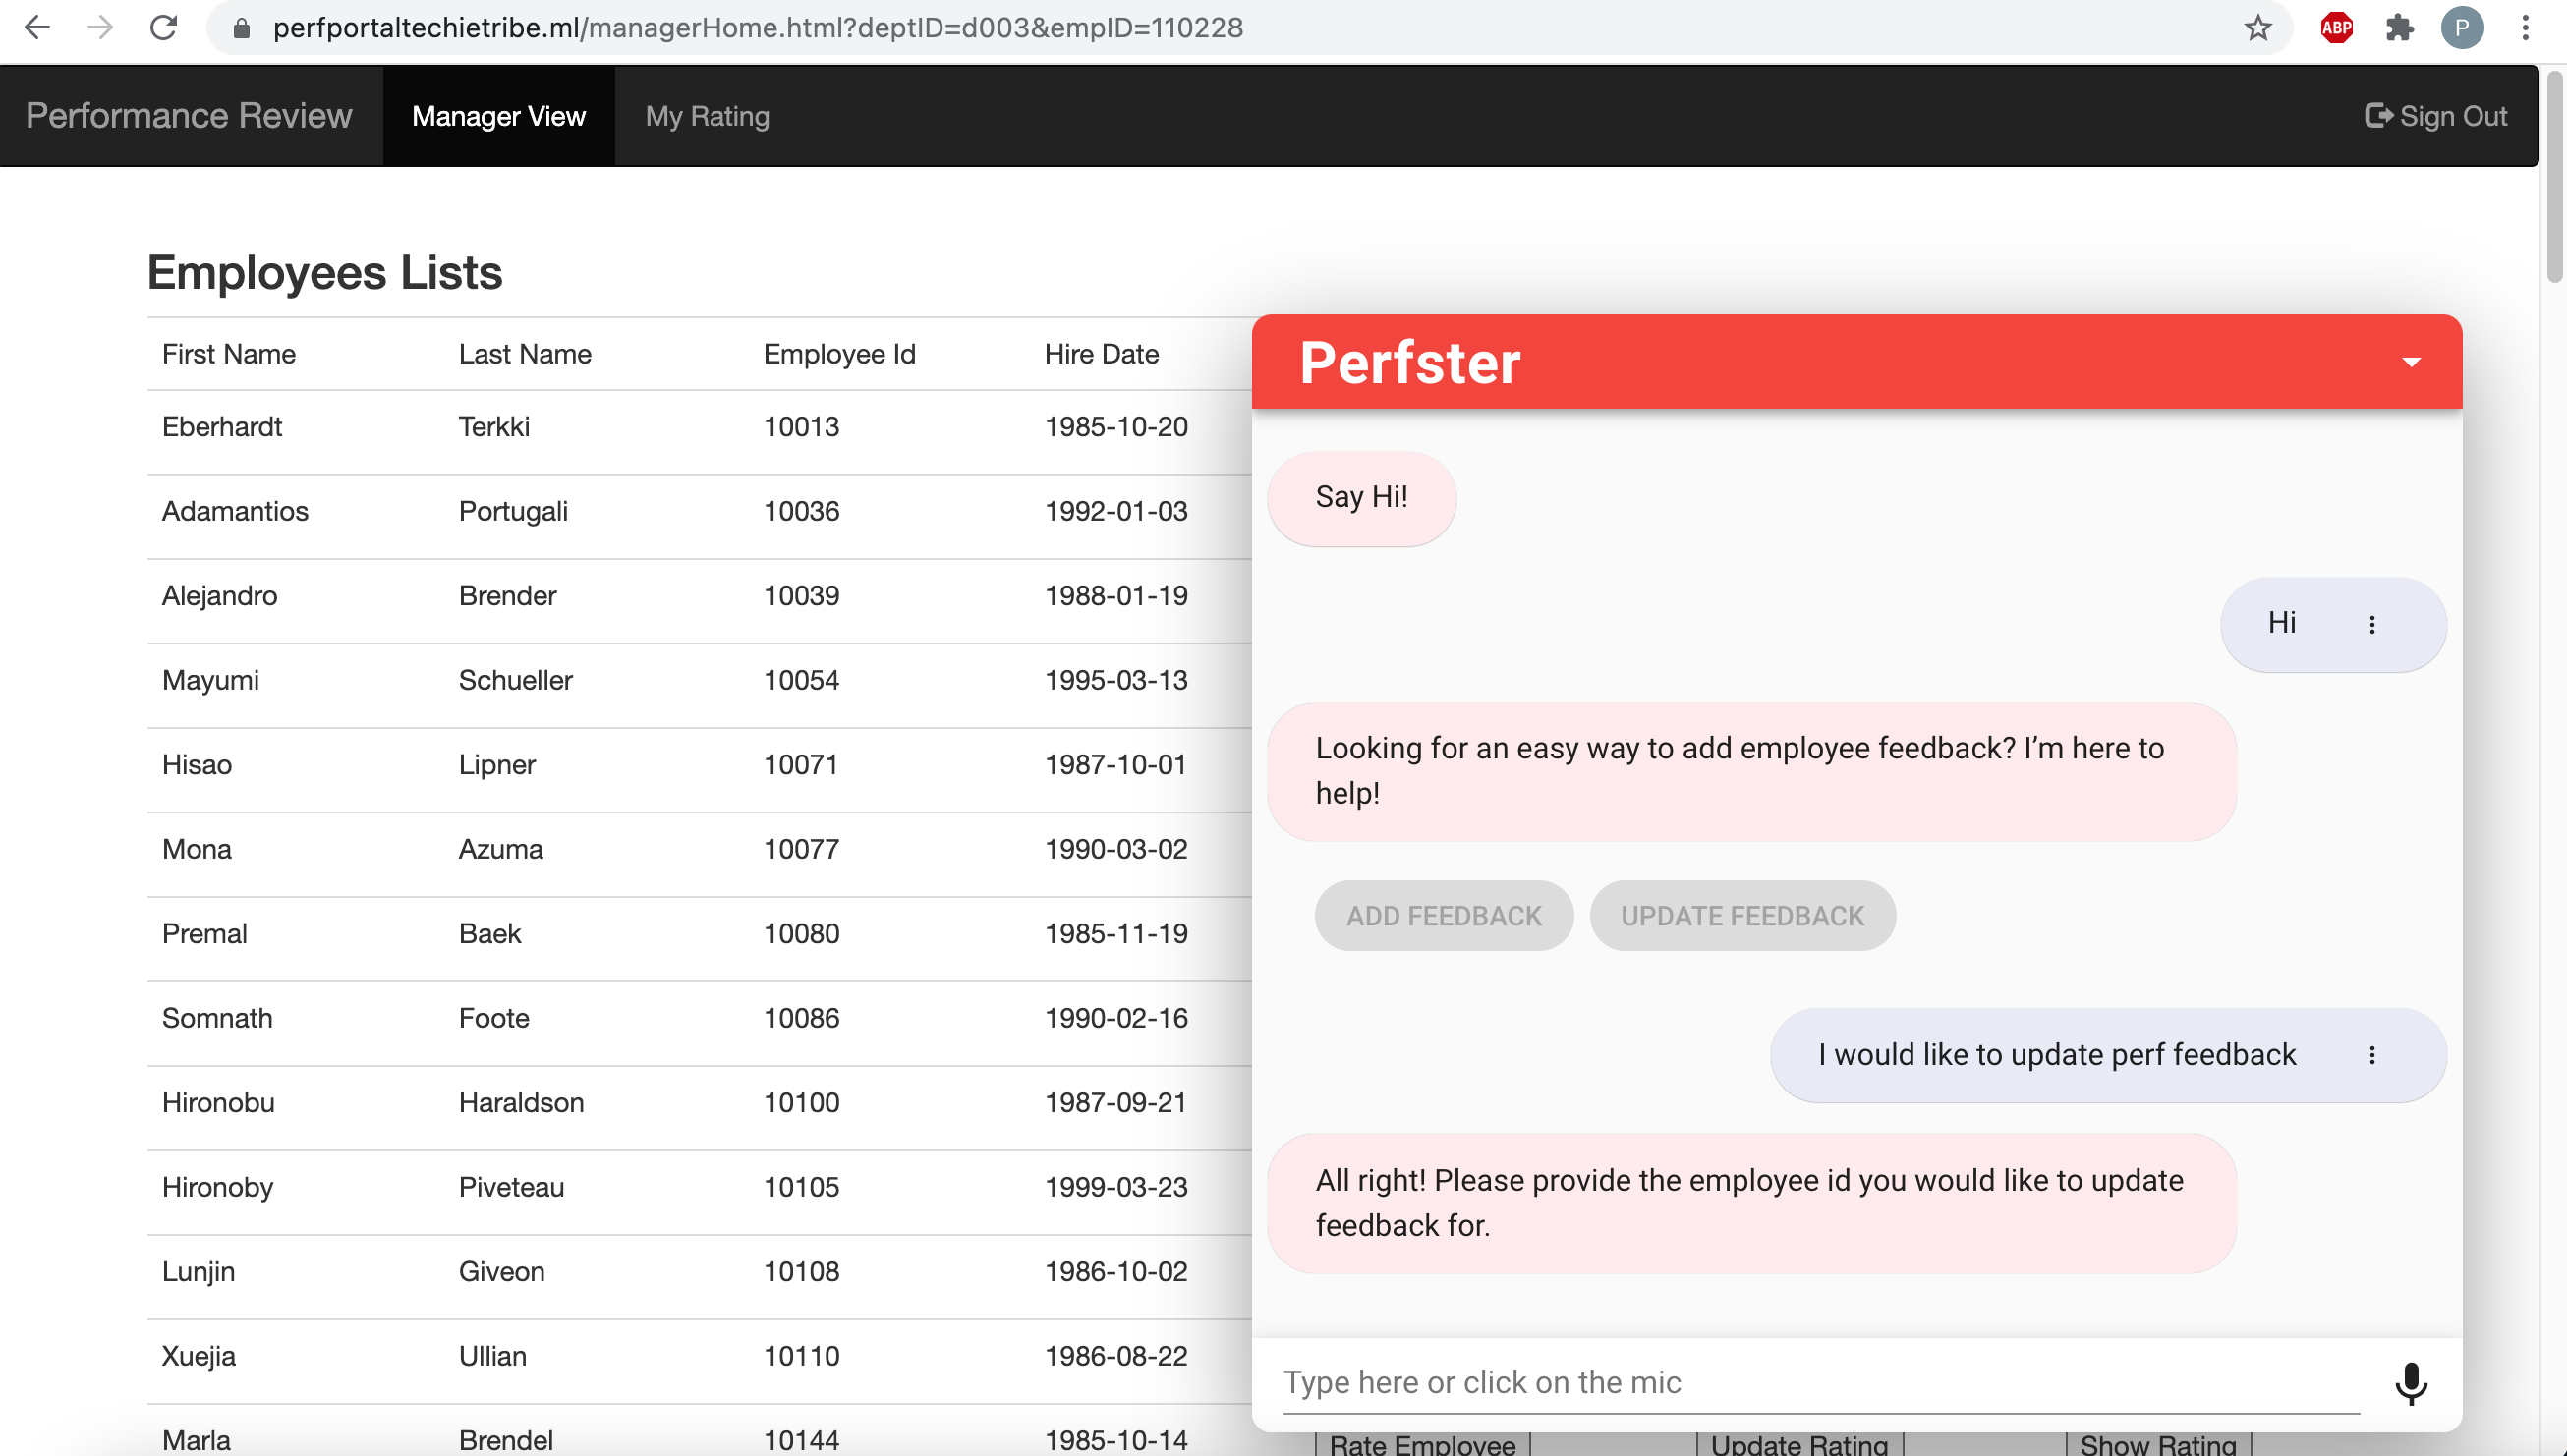 perfportaltechietribe.ml/managerHome.html?deptID=d003&empID=110228
ABP
P
Performance Review Manager View My Rating Sign Out
Employees Lists
First Name Last Name Employee Id Hire Date
Eberhardt Terkki 10013 1985-10-20
Adamantios Portugali 10036 1992-01-03
Alejandro Brender 10039 1988-01-19
Mayumi Schueller 10054 1995-03-13
Hisao Lipner 10071 1987-10-01
Mona Azuma 10077 1990-03-02
Premal Baek 10080 1985-11-19
Somnath Foote 10086 1990-02-16
Hironobu Haraldson 10100 1987-09-21
Hironoby Piveteau 10105 1999-03-23
Lunjin Giveon 10108 1986-10-02
Xuejia Ullian 10110 1986-08-22
Marla Brendel 10144 1985-10-14 Rate Employee Update Rating Show Rating
Perfster
Say Hi!
Hi
Looking for an easy way to add employee feedback? I’m here to
help!
ADD FEEDBACK UPDATE FEEDBACK
I would like to update perf feedback
All right! Please provide the employee id you would like to update
feedback for.
Type here or click on the mic